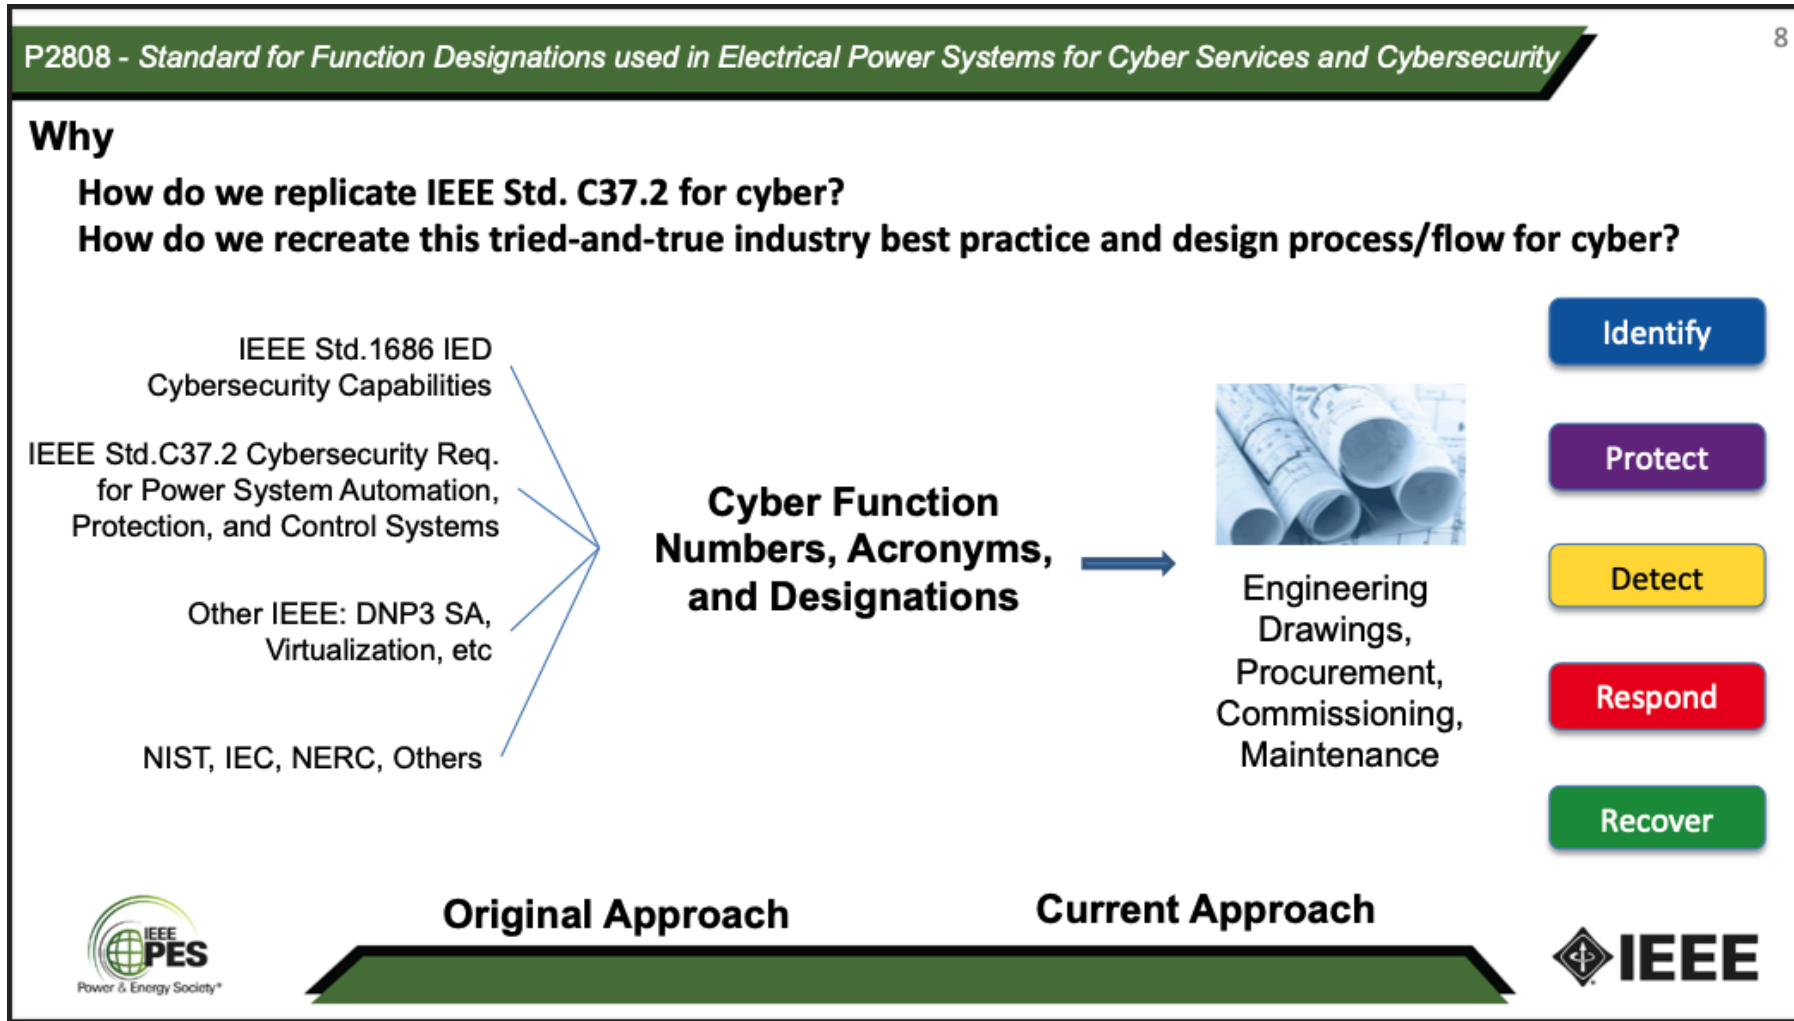 P2808 - Standard for Function Designations used in Electrical Power Systems for Cyber Services and Cybersecurity
8
Why
How do we replicate IEEE Std. C37.2 for cyber?
How do we recreate this tried-and-true industry best practice and design process/flow for cyber?
IEEE Std.1686 IED
Cybersecurity Capabilities
IEEE Std.C37.2 Cybersecurity Req.
for Power System Automation,
Protection, and Control Systems
Other IEEE: DNP3 SA,
Virtualization, etc
NIST, IEC, NERC, Others
Cyber Function
Numbers, Acronyms,
and Designations
Engineering
Drawings,
Procurement,
Commissioning,
Maintenance
Identify
Protect
Detect
Respond
Recover
Original Approach
Current Approach
IEEE
PES
Power & Energy Society®
IEEE